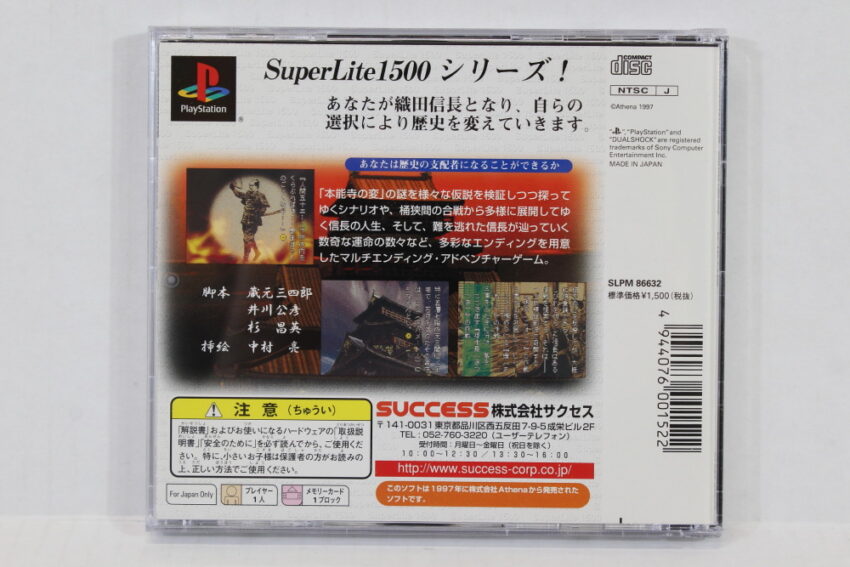 PlayStation
SuperLite1500 シリーズ！
あなたが織田信長となり、自らの
選択により歴史を変えていきます。
あなたは歴史の支配者になることができるか
「本能寺の変」の謎を様々な仮説を検証しつつ探って
ゆくシナリオや、桶狭間の合戦から多様に展開してゆ
く信長の人生、そして、難を逃れた信長が辿っていく
数奇な運命の数々など、多彩なエンディングを用意
したマルチエンディング・アドベンチャーゲーム。
脚本 蔵元三四郎
井川公彦
杉 昌英
挿絵 中村 亮
注意（ちゅうい）
「解説書」およびお使いになるハードウェアの「取扱説
明書」「安全のために」を必ず読んでから、ご使用くだ
さい。特に、小さいお子様は保護者の方がお読みの
上、正しい方法でご使用ください。
For Japan Only
プレイヤー
1人
メモリーカード
1ブロック
SUCCESS 株式会社サクセス
〒141-0031 東京都品川区西五反田7-9-5成栄ビル2F
TEL：052-760-3220（ユーザーテレフォン）
受付時間：月曜日〜金曜日（祝日を除く）
10：00〜12：30 / 13：30〜16：00
http://www.success-corp.co.jp/
このソフトは1997年に株式会社Athenaから発売された
ソフトです。
COMPACT
disc
NTSC J
©Athena 1997
"PS", "PlayStation" and
"DUALSHOCK" are registered
trademarks of Sony Computer
Entertainment Inc.
MADE IN JAPAN
SLPM 86632
標準価格¥1,500（税抜）
4 944076 001522